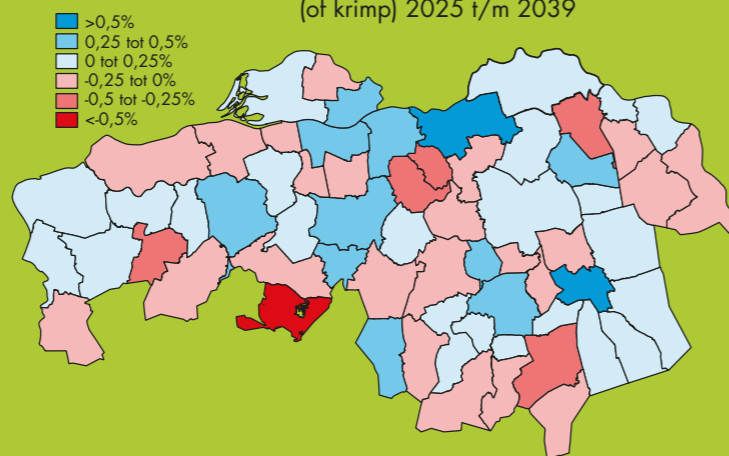 (of krimp) 2025 t/m 2039
>0,5%
0,25 tot 0,5%
0 tot 0,25%
-0,25 tot 0%
-0,5 tot -0,25%
<-0,5%